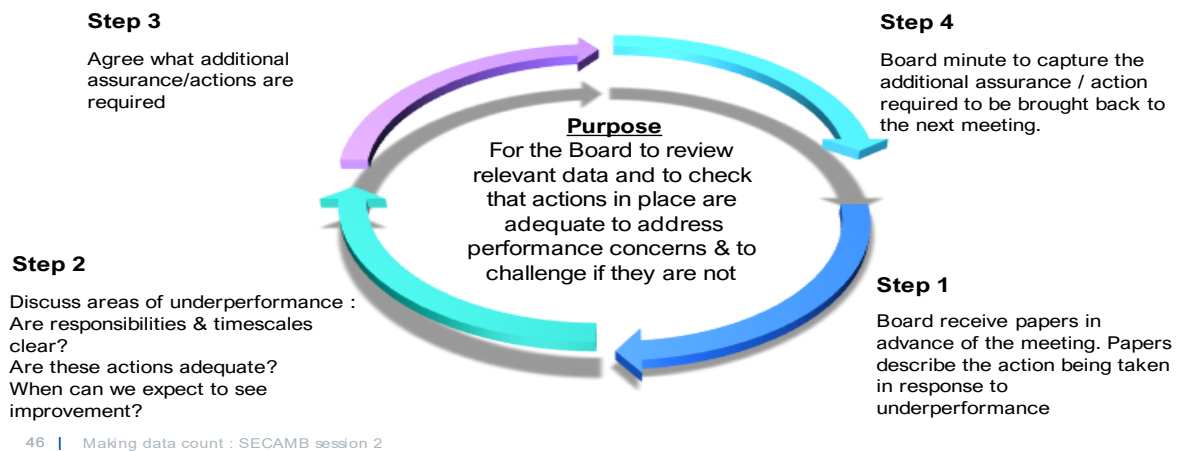 Step 3
Agree what additional
assurance/actions are
required
Step 4
Board minute to capture the
additional assurance / action
required to be brought back to
the next meeting.
Purpose
For the Board to review
relevant data and to check
that actions in place are
adequate to address
performance concerns & to
challenge if they are not
Step 2
Discuss areas of underperformance :
Are responsibilities & timescales
clear?
Are these actions adequate?
When can we expect to see
improvement?
Step 1
Board receive papers in
advance of the meeting. Papers
describe the action being taken
in response to
underperformance
46 | Making data count : SECAMB session 2